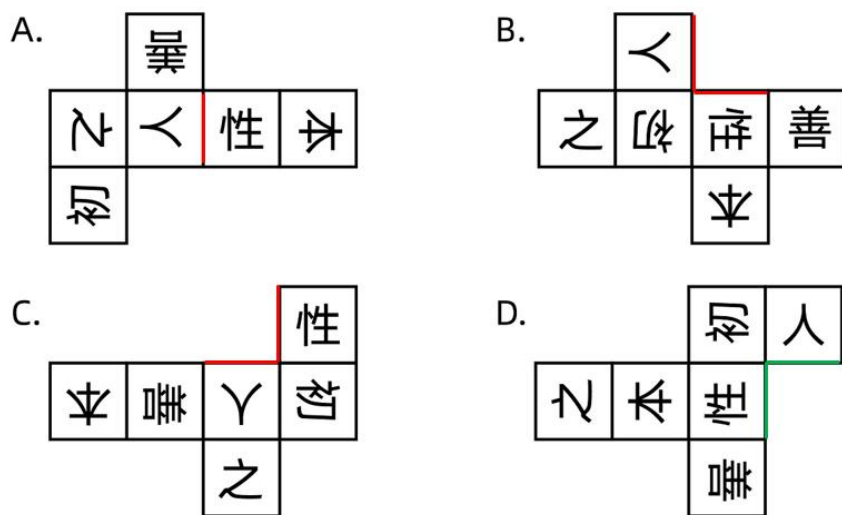 A.
善
之人性本
初
B.
人
之初性善
本
C.
性
本善人初
之
D.
初人
之本性
善